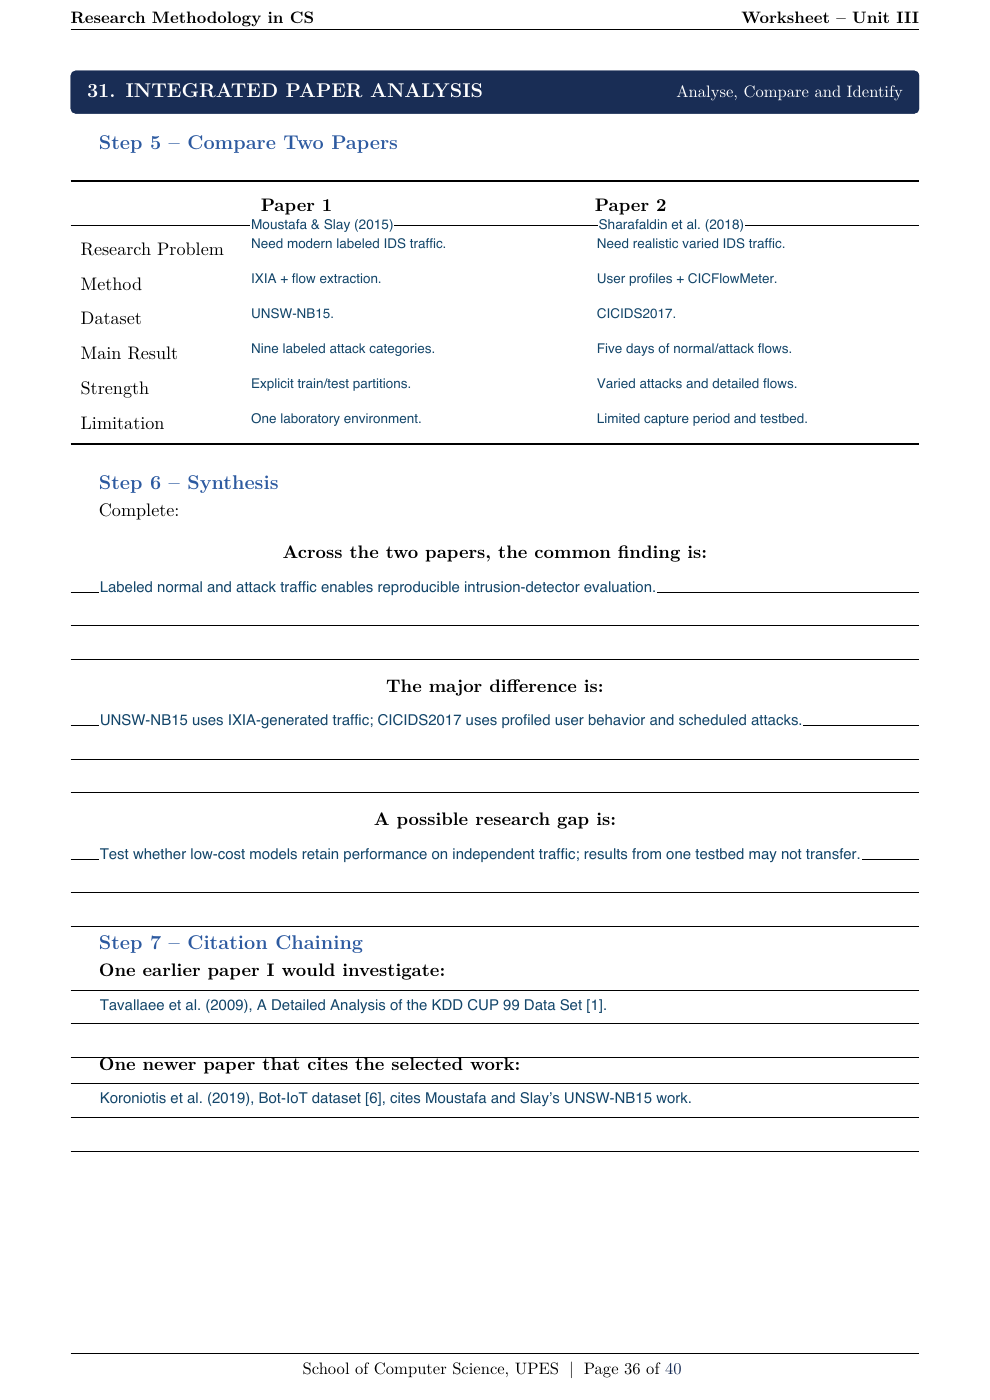 Research Methodology in CS Worksheet – Unit III
31. INTEGRATED PAPER ANALYSIS Analyse, Compare and Identify
Step 5 – Compare Two Papers
Paper 1 Paper 2
Moustafa & Slay (2015) Sharafaldin et al. (2018)
Research Problem Need modern labeled IDS traffic. Need realistic varied IDS traffic.
Method IXIA + flow extraction. User profiles + CICFlowMeter.
Dataset UNSW-NB15. CICIDS2017.
Main Result Nine labeled attack categories. Five days of normal/attack flows.
Strength Explicit train/test partitions. Varied attacks and detailed flows.
Limitation One laboratory environment. Limited capture period and testbed.
Step 6 – Synthesis
Complete:
Across the two papers, the common finding is:
Labeled normal and attack traffic enables reproducible intrusion-detector evaluation.
The major difference is:
UNSW-NB15 uses IXIA-generated traffic; CICIDS2017 uses profiled user behavior and scheduled attacks.
A possible research gap is:
Test whether low-cost models retain performance on independent traffic; results from one testbed may not transfer.
Step 7 – Citation Chaining
One earlier paper I would investigate:
Tavallaee et al. (2009), A Detailed Analysis of the KDD CUP 99 Data Set [1].
One newer paper that cites the selected work:
Koroniotis et al. (2019), Bot-IoT dataset [6], cites Moustafa and Slay's UNSW-NB15 work.
School of Computer Science, UPES | Page 36 of 40